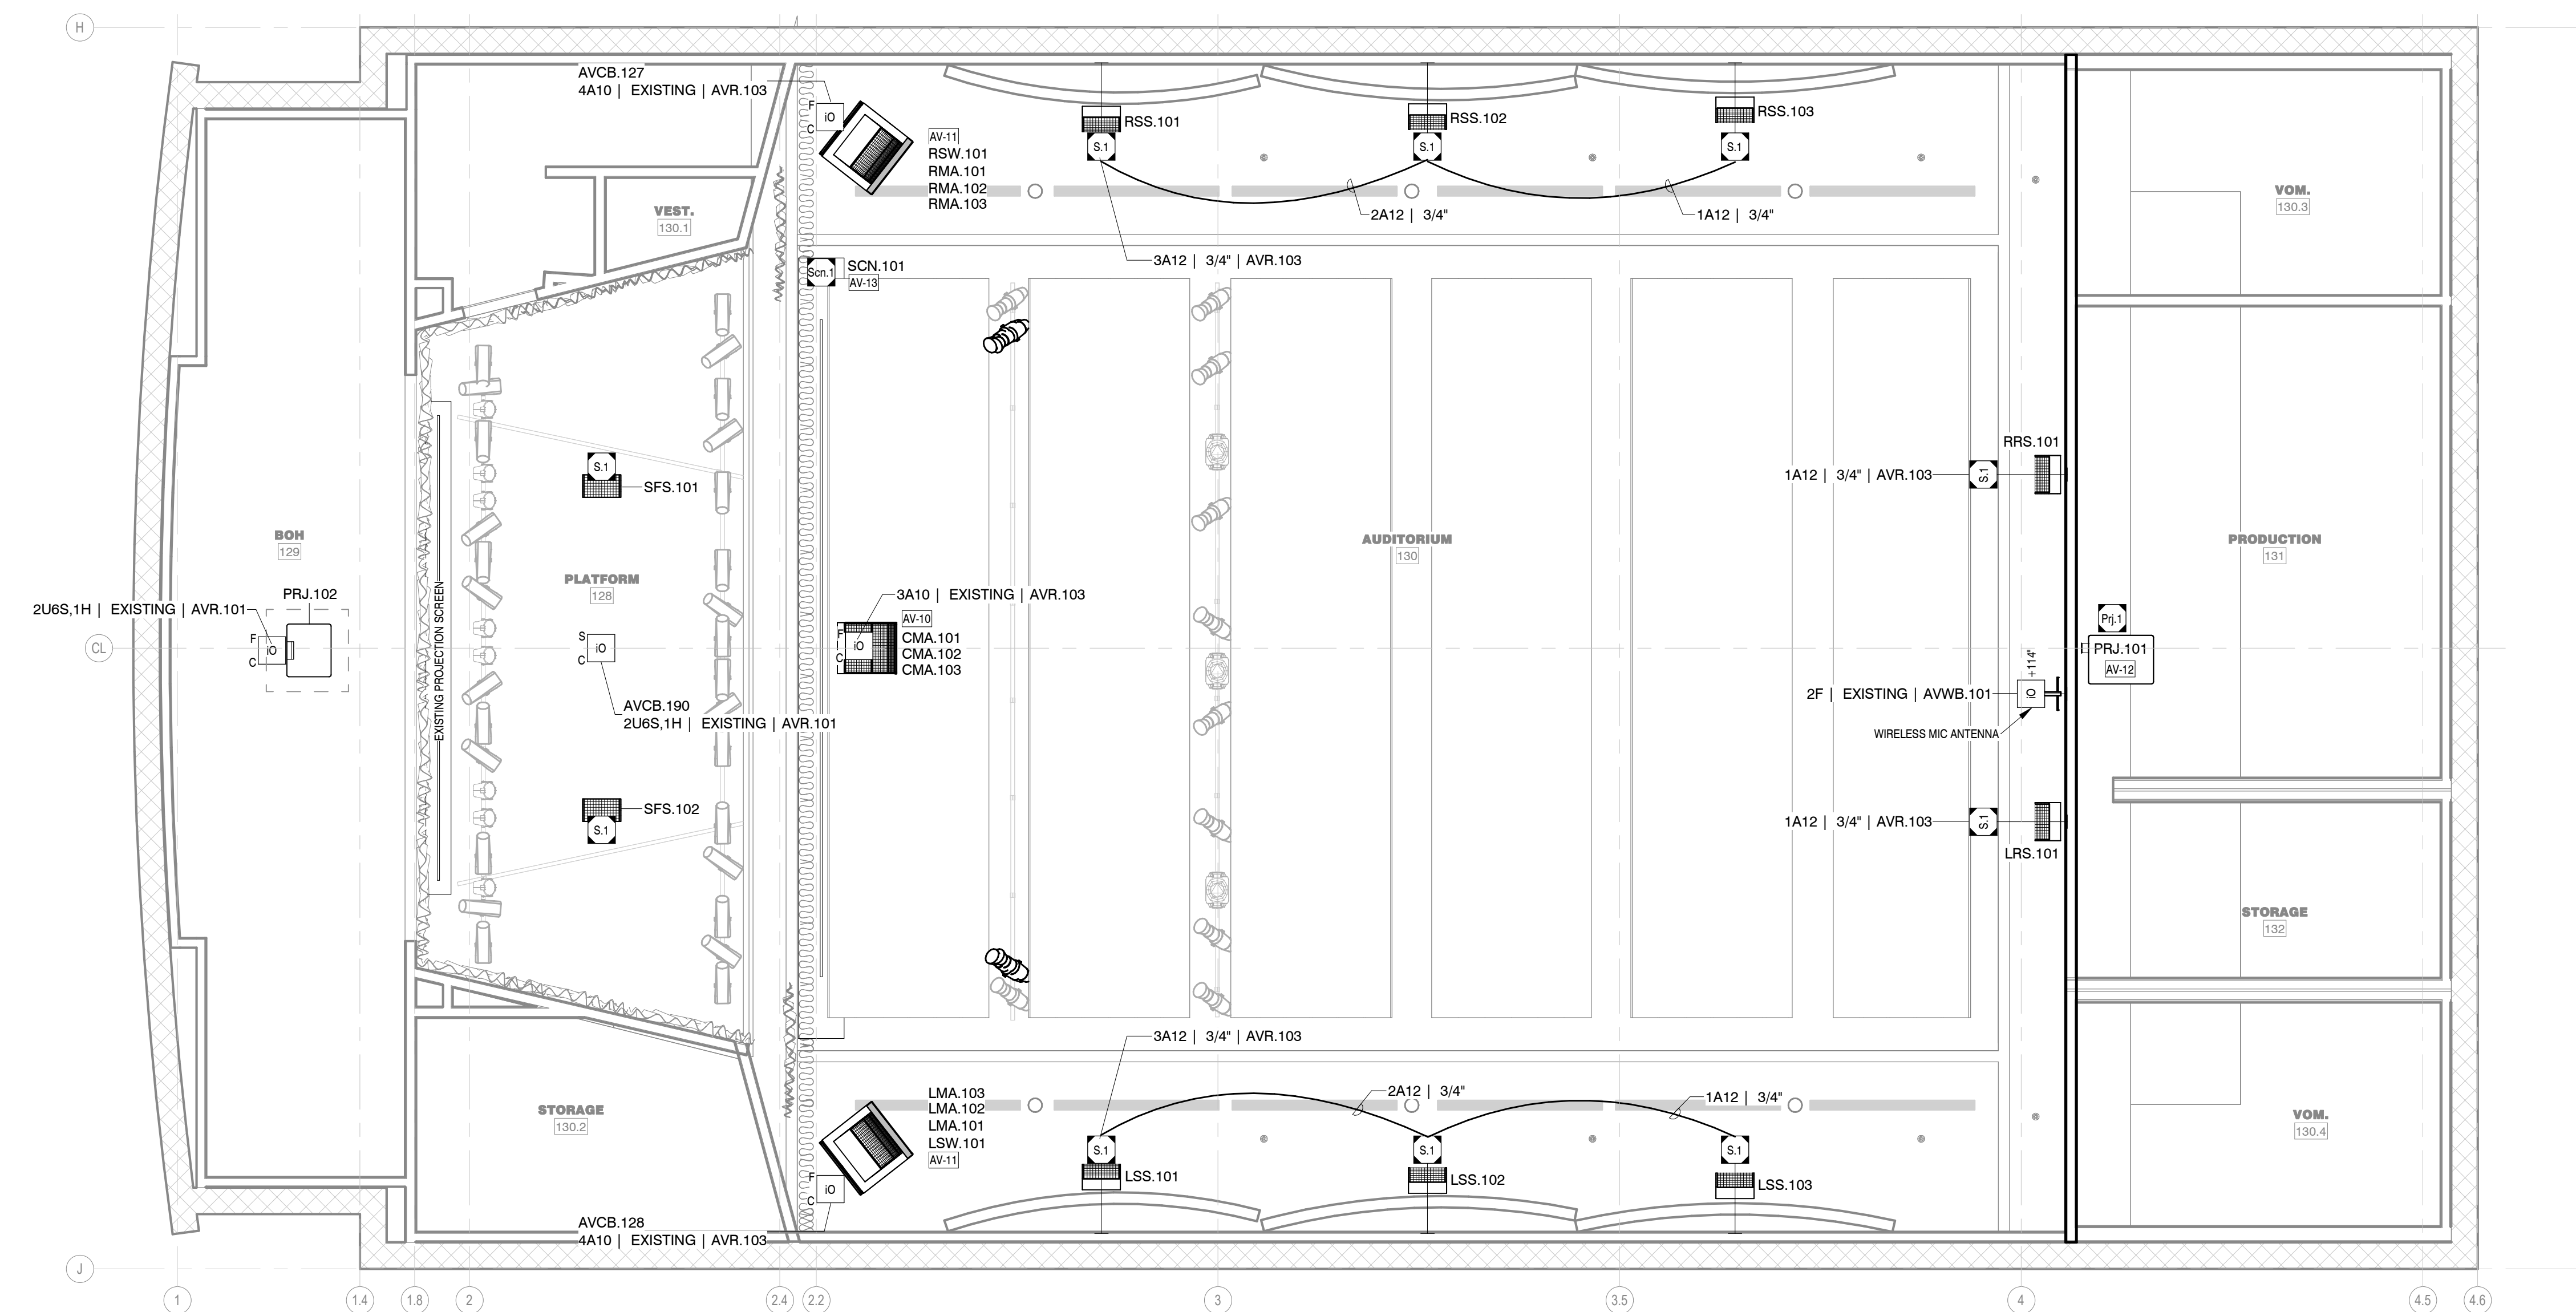 H
AVCB.127
4A10 | EXISTING | AVR.103
F
iO
C
AV-11
RSW.101
RMA.101
RMA.102
RMA.103
RSS.101
S.1
RSS.102
S.1
RSS.103
S.1
2A12 | 3/4"
1A12 | 3/4"
3A12 | 3/4" | AVR.103
VEST.
130.1
VOM.
130.3
Scn.1
SCN.101
AV-13
S.1
SFS.101
RRS.101
1A12 | 3/4" | AVR.103
S.1
BOH
129
PLATFORM
128
EXISTING PROJECTION SCREEN
AUDITORIUM
130
PRODUCTION
131
PRJ.102
2U6S,1H | EXISTING | AVR.101
F
iO
C
CL
S
iO
C
AVCB.190
2U6S,1H | EXISTING | AVR.101
3A10 | EXISTING | AVR.103
AV-10
F
iO
C
CMA.101
CMA.102
CMA.103
Prj.1
PRJ.101
AV-12
+114"
2F | EXISTING | AVWB.101
iO
WIRELESS MIC ANTENNA
SFS.102
S.1
1A12 | 3/4" | AVR.103
S.1
LRS.101
STORAGE
132
3A12 | 3/4" | AVR.103
2A12 | 3/4"
1A12 | 3/4"
LMA.103
LMA.102
LMA.101
LSW.101
AV-11
STORAGE
130.2
VOM.
130.4
S.1
LSS.101
S.1
LSS.102
S.1
LSS.103
F
iO
C
AVCB.128
4A10 | EXISTING | AVR.103
J
1
1.4
1.8
2
2.4
2.2
3
3.5
4
4.5
4.6